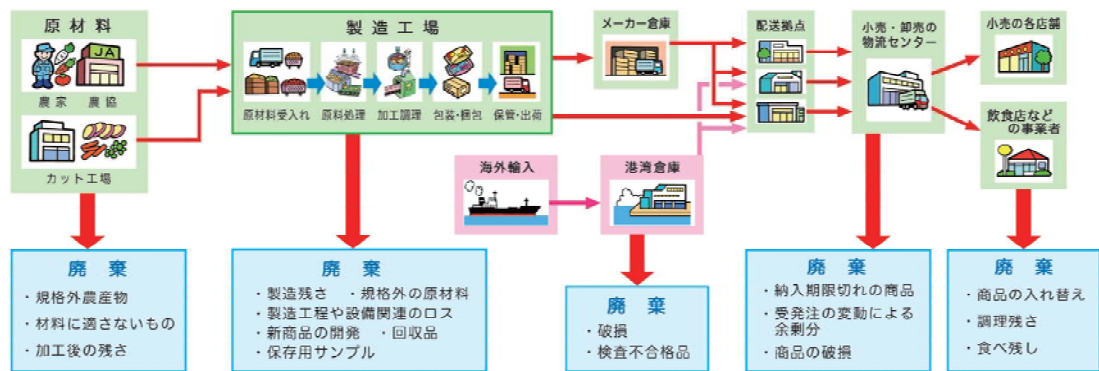 原材料
JA
農家 農協
カット工場
製造工場
原材料受入れ 原料処理 加工調理 包装・梱包 保管・出荷
メーカー倉庫
海外輸入
港湾倉庫
配送拠点
小売・卸売の
物流センター
小売の各店舗
飲食店など
の事業者
廃棄
・規格外農産物
・材料に適さないもの
・加工後の残さ
廃棄
・製造残さ ・規格外の原材料
・製造工程や設備関連のロス
・新商品の開発 ・回収品
・保存用サンプル
廃棄
・破損
・検査不合格品
廃棄
・納入期限切れの商品
・受発注の変動による
余剰分
・商品の破損
廃棄
・商品の入れ替え
・調理残さ
・食べ残し